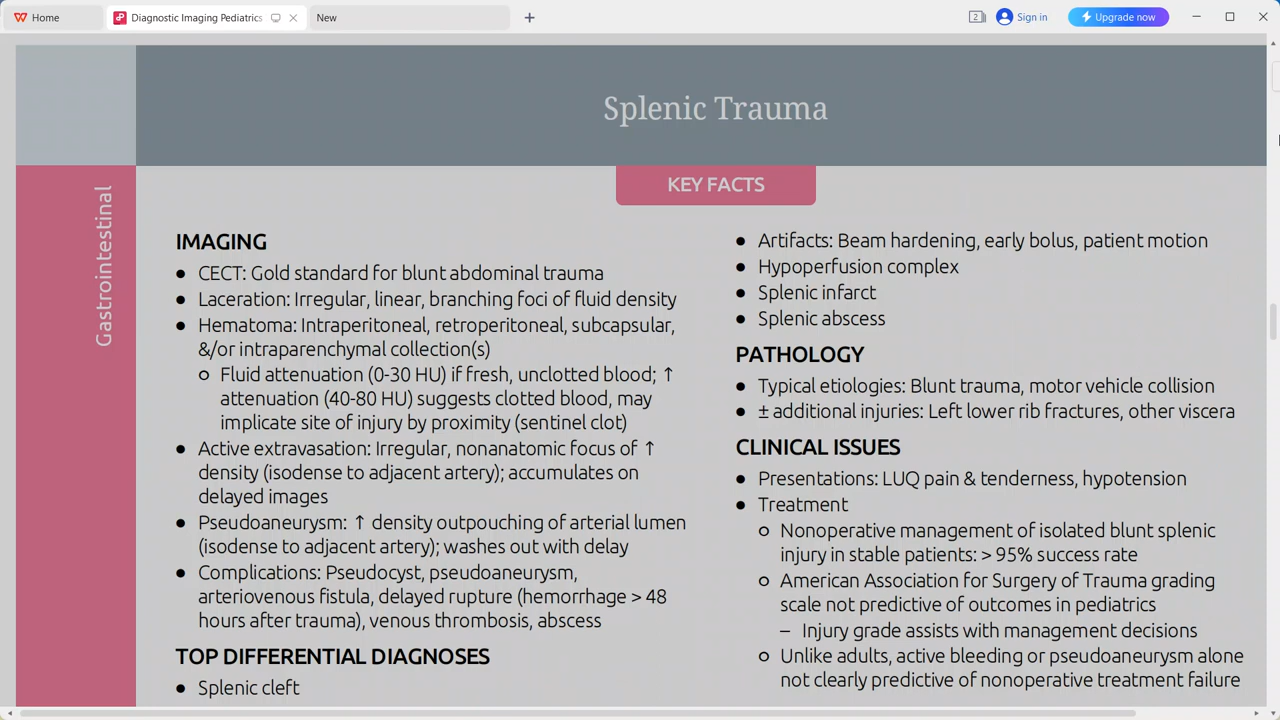 Home
Diagnostic Imaging Pediatrics
New
2
Sign in
Upgrade now
Splenic Trauma
Gastrointestinal
KEY FACTS
IMAGING
● CECT: Gold standard for blunt abdominal trauma
● Laceration: Irregular, linear, branching foci of fluid density
● Hematoma: Intraperitoneal, retroperitoneal, subcapsular,
&/or intraparenchymal collection(s)
○ Fluid attenuation (0-30 HU) if fresh, unclotted blood; ↑
attenuation (40-80 HU) suggests clotted blood, may
implicate site of injury by proximity (sentinel clot)
● Active extravasation: Irregular, nonanatomic focus of ↑
density (isodense to adjacent artery); accumulates on
delayed images
● Pseudoaneurysm: ↑ density outpouching of arterial lumen
(isodense to adjacent artery); washes out with delay
● Complications: Pseudocyst, pseudoaneurysm,
arteriovenous fistula, delayed rupture (hemorrhage > 48
hours after trauma), venous thrombosis, abscess
TOP DIFFERENTIAL DIAGNOSES
● Splenic cleft
● Artifacts: Beam hardening, early bolus, patient motion
● Hypoperfusion complex
● Splenic infarct
● Splenic abscess
PATHOLOGY
● Typical etiologies: Blunt trauma, motor vehicle collision
● ± additional injuries: Left lower rib fractures, other viscera
CLINICAL ISSUES
● Presentations: LUQ pain & tenderness, hypotension
● Treatment
○ Nonoperative management of isolated blunt splenic
injury in stable patients: > 95% success rate
○ American Association for Surgery of Trauma grading
scale not predictive of outcomes in pediatrics
– Injury grade assists with management decisions
○ Unlike adults, active bleeding or pseudoaneurysm alone
not clearly predictive of nonoperative treatment failure